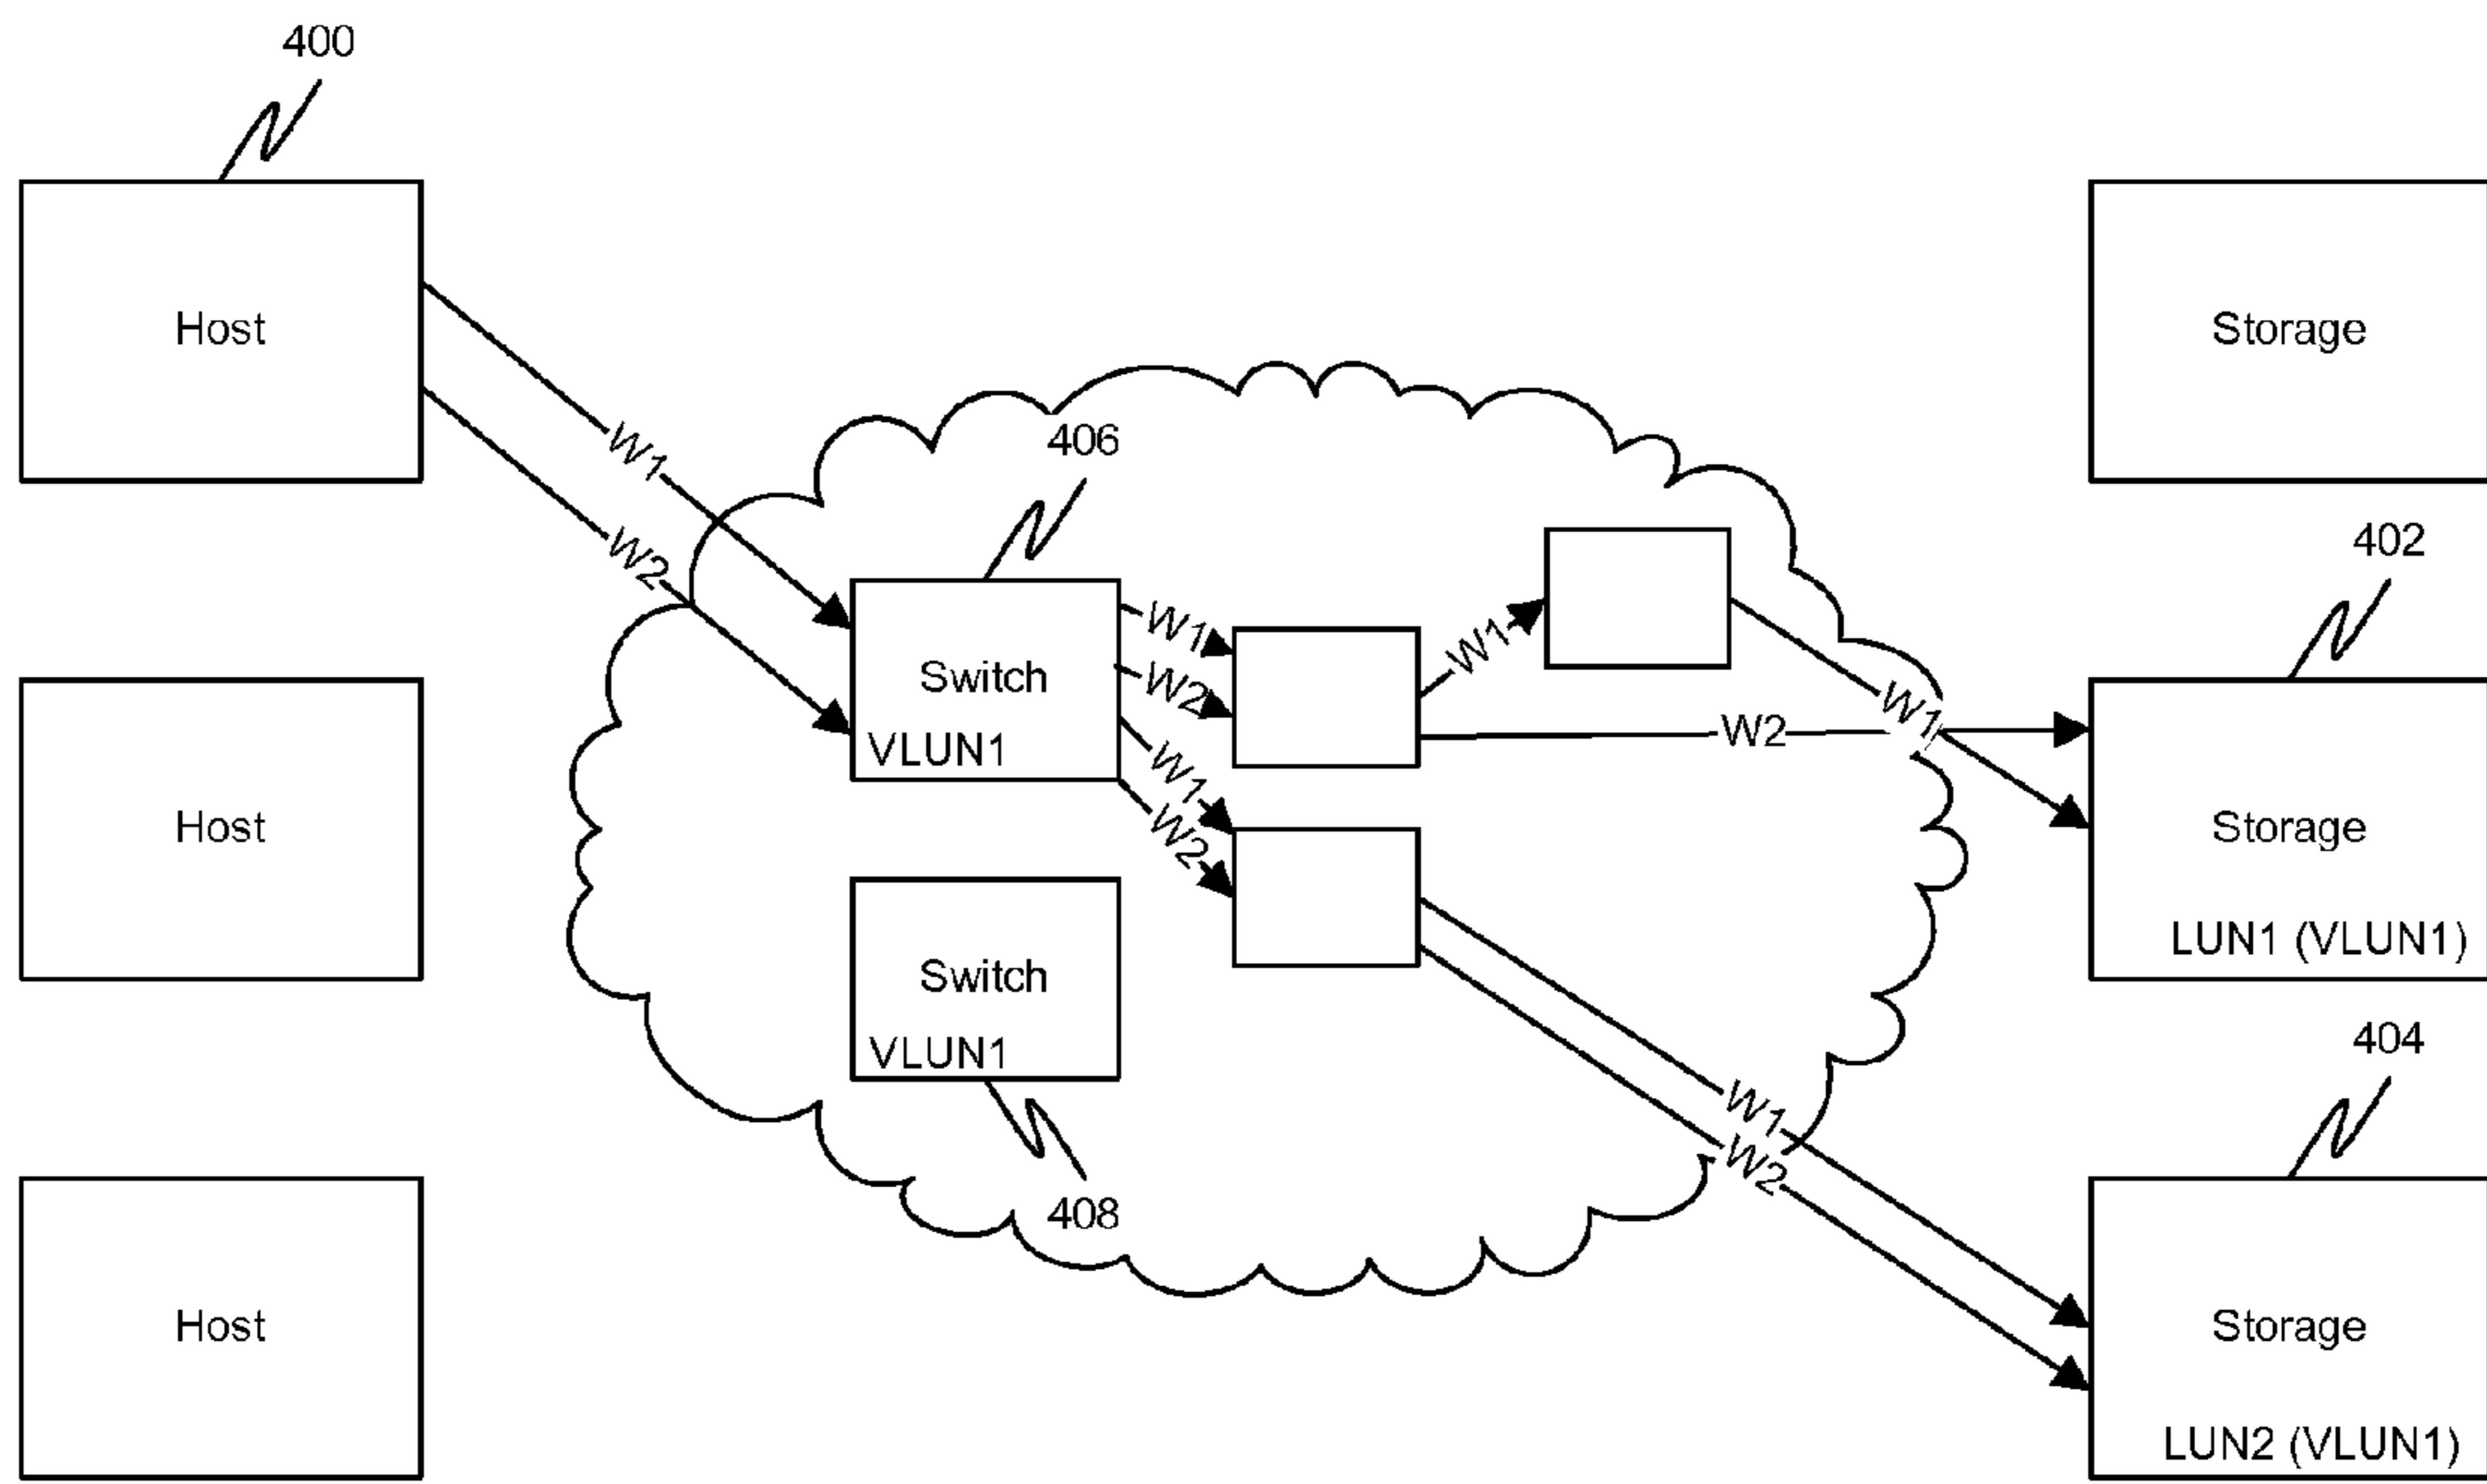 400
Host
Storage
W1
406
W2
402
W1
W1
Switch
W2
W1
VLUN1
W2
W1
Host
W2
Storage
LUN1 (VLUN1)
Switch
VLUN1
404
W1
W2
408
Host
Storage
LUN2 (VLUN1)